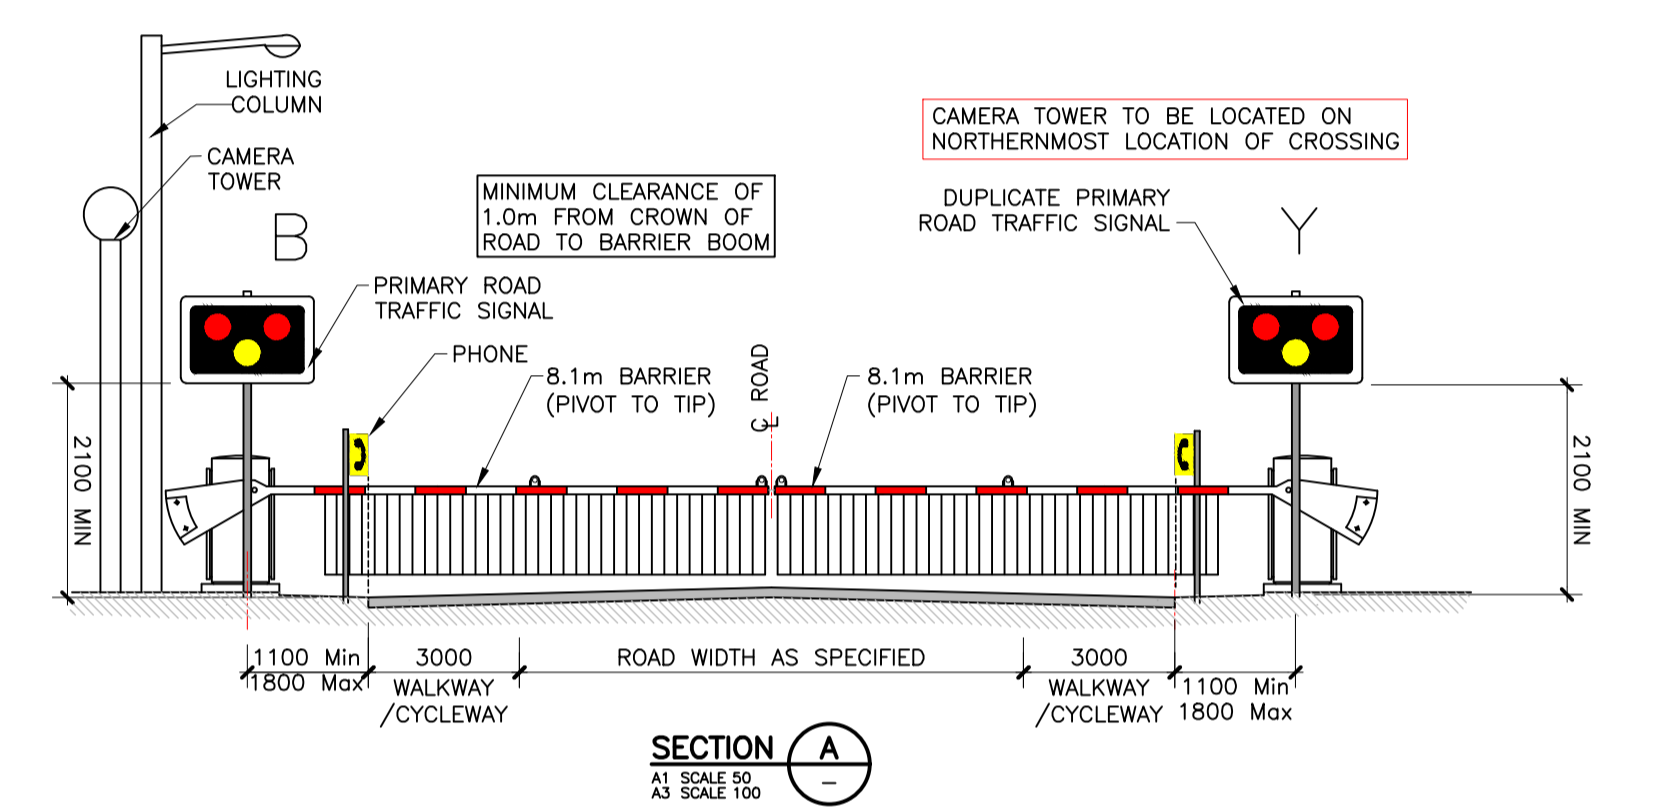 LIGHTING
COLUMN
CAMERA
TOWER
B
MINIMUM CLEARANCE OF
1.0m FROM CROWN OF
ROAD TO BARRIER BOOM
CAMERA TOWER TO BE LOCATED ON
NORTHERNMOST LOCATION OF CROSSING
DUPLICATE PRIMARY
ROAD TRAFFIC SIGNAL
Y
PRIMARY ROAD
TRAFFIC SIGNAL
PHONE
8.1m BARRIER
(PIVOT TO TIP)
℄ ROAD
8.1m BARRIER
(PIVOT TO TIP)
2100 MIN
2100 MIN
1100 Min
1800 Max
3000
WALKWAY
/CYCLEWAY
ROAD WIDTH AS SPECIFIED
3000
WALKWAY
/CYCLEWAY
1100 Min
1800 Max
SECTION
A
–
A1 SCALE 50
A3 SCALE 100